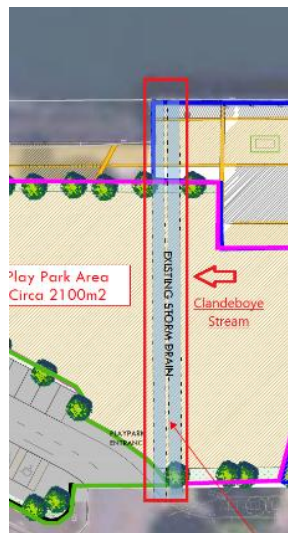 Play Park Area
Circa 2100m2
EXISTING STORM DRAIN
Clandeboye
Stream
PLAYPARK
ENTRANC